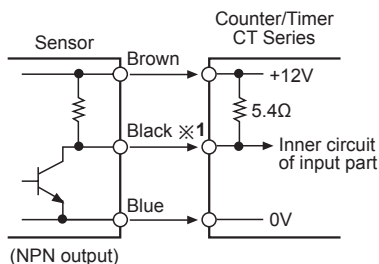 Counter/Timer
CT Series
Sensor
Brown
+12V
5.4Ω
Black ※1
Inner circuit
of input part
Blue
0V
(NPN output)